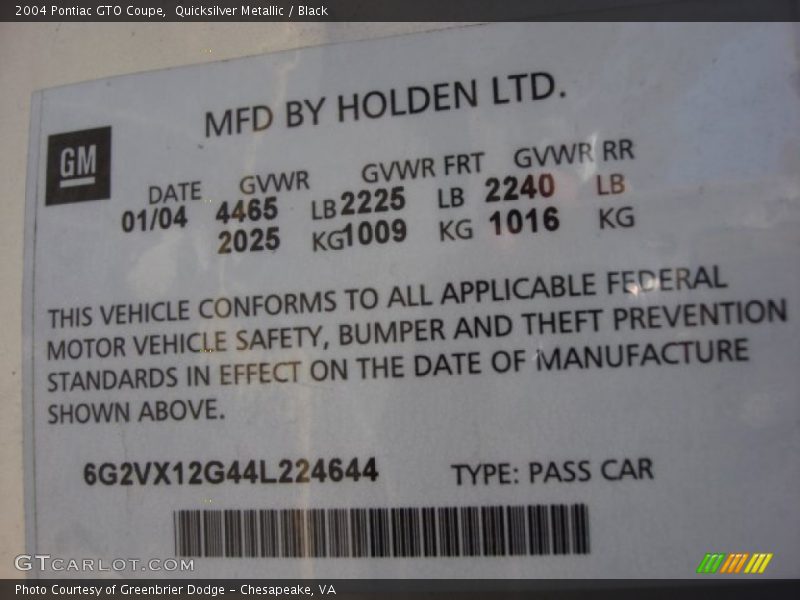 2004 Pontiac GTO Coupe,  Quicksilver Metallic / Black
MFD BY HOLDEN LTD.
GM
DATE GVWR GVWR FRT GVWR RR
01/04 4465 LB 2225 LB 2240 LB
2025 KG 1009 KG 1016 KG
THIS VEHICLE CONFORMS TO ALL APPLICABLE FEDERAL
MOTOR VEHICLE SAFETY, BUMPER AND THEFT PREVENTION
STANDARDS IN EFFECT ON THE DATE OF MANUFACTURE
SHOWN ABOVE.
6G2VX12G44L224644 TYPE: PASS CAR
GTCARLOT.COM
Photo Courtesy of Greenbrier Dodge - Chesapeake, VA